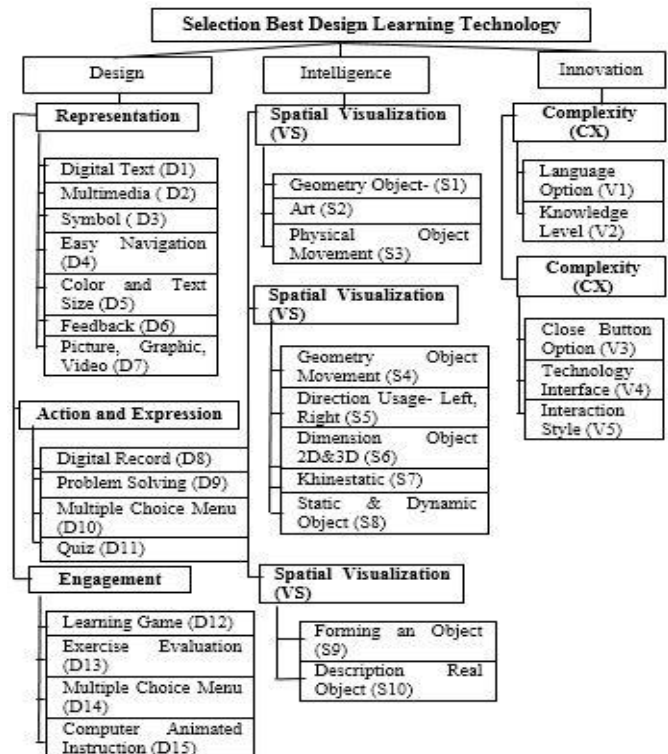 Selection Best Design Learning Technology
Design
Representation
Digital Text (D1)
Multimedia ( D2)
Symbol ( D3)
Easy Navigation
(D4)
Color and Text
Size (D5)
Feedback (D6)
Picture, Graphic,
Video (D7)
Action and Expression
Digital Record (D8)
Problem Solving (D9)
Multiple Choice Menu
(D10)
Quiz (D11)
Engagement
Learning Game (D12)
Exercise Evaluation
(D13)
Multiple Choice Menu
(D14)
Computer Animated
Instruction (D15)
Intelligence
Spatial Visualization
(VS)
Geometry Object- (S1)
Art (S2)
Physical Object
Movement (S3)
Spatial Visualization
(VS)
Geometry Object
Movement (S4)
Direction Usage- Left,
Right (S5)
Dimension Object
2D&3D (S6)
Khinestatic (S7)
Static & Dynamic
Object (S8)
Spatial Visualization
(VS)
Forming an Object
(S9)
Description Real
Object (S10)
Innovation
Complexity
(CX)
Language
Option (V1)
Knowledge
Level (V2)
Complexity
(CX)
Close Button
Option (V3)
Technology
Interface (V4)
Interaction
Style (V5)